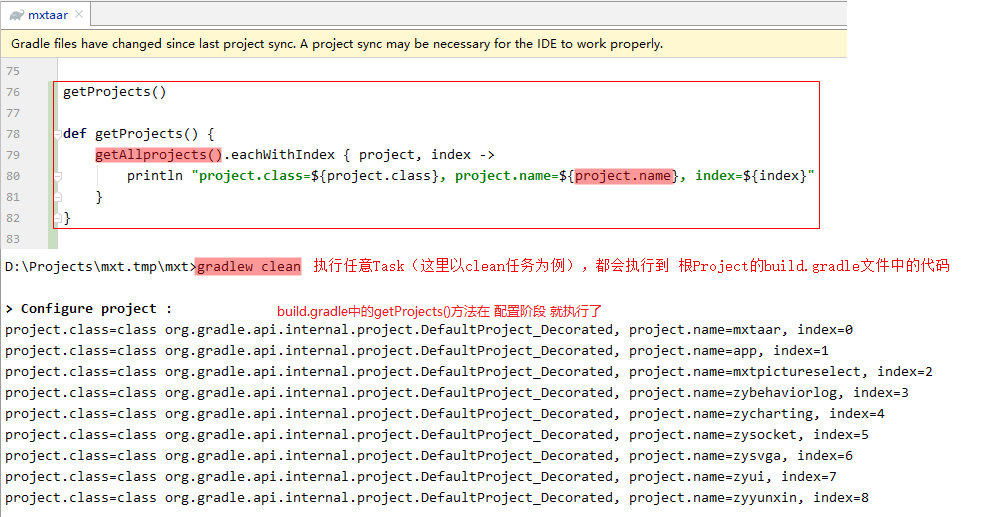 mxtaar
Gradle files have changed since last project sync. A project sync may be necessary for the IDE to work properly.
75
76 getProjects()
77
78 def getProjects() {
79 getAllprojects().eachWithIndex { project, index ->
80 println "project.class=${project.class}, project.name=${project.name}, index=${index}"
81 }
82 }
83
D:\Projects\mxt.tmp\mxt>gradlew clean 执行任意Task（这里以clean任务为例），都会执行到 根Project的build.gradle文件中的代码
> Configure project : build.gradle中的getProjects()方法在 配置阶段 就执行了
project.class=class org.gradle.api.internal.project.DefaultProject_Decorated, project.name=mxtaar, index=0
project.class=class org.gradle.api.internal.project.DefaultProject_Decorated, project.name=app, index=1
project.class=class org.gradle.api.internal.project.DefaultProject_Decorated, project.name=mxtpictureselect, index=2
project.class=class org.gradle.api.internal.project.DefaultProject_Decorated, project.name=zybehaviorlog, index=3
project.class=class org.gradle.api.internal.project.DefaultProject_Decorated, project.name=zycharting, index=4
project.class=class org.gradle.api.internal.project.DefaultProject_Decorated, project.name=zysocket, index=5
project.class=class org.gradle.api.internal.project.DefaultProject_Decorated, project.name=zysvga, index=6
project.class=class org.gradle.api.internal.project.DefaultProject_Decorated, project.name=zyui, index=7
project.class=class org.gradle.api.internal.project.DefaultProject_Decorated, project.name=zyyunxin, index=8